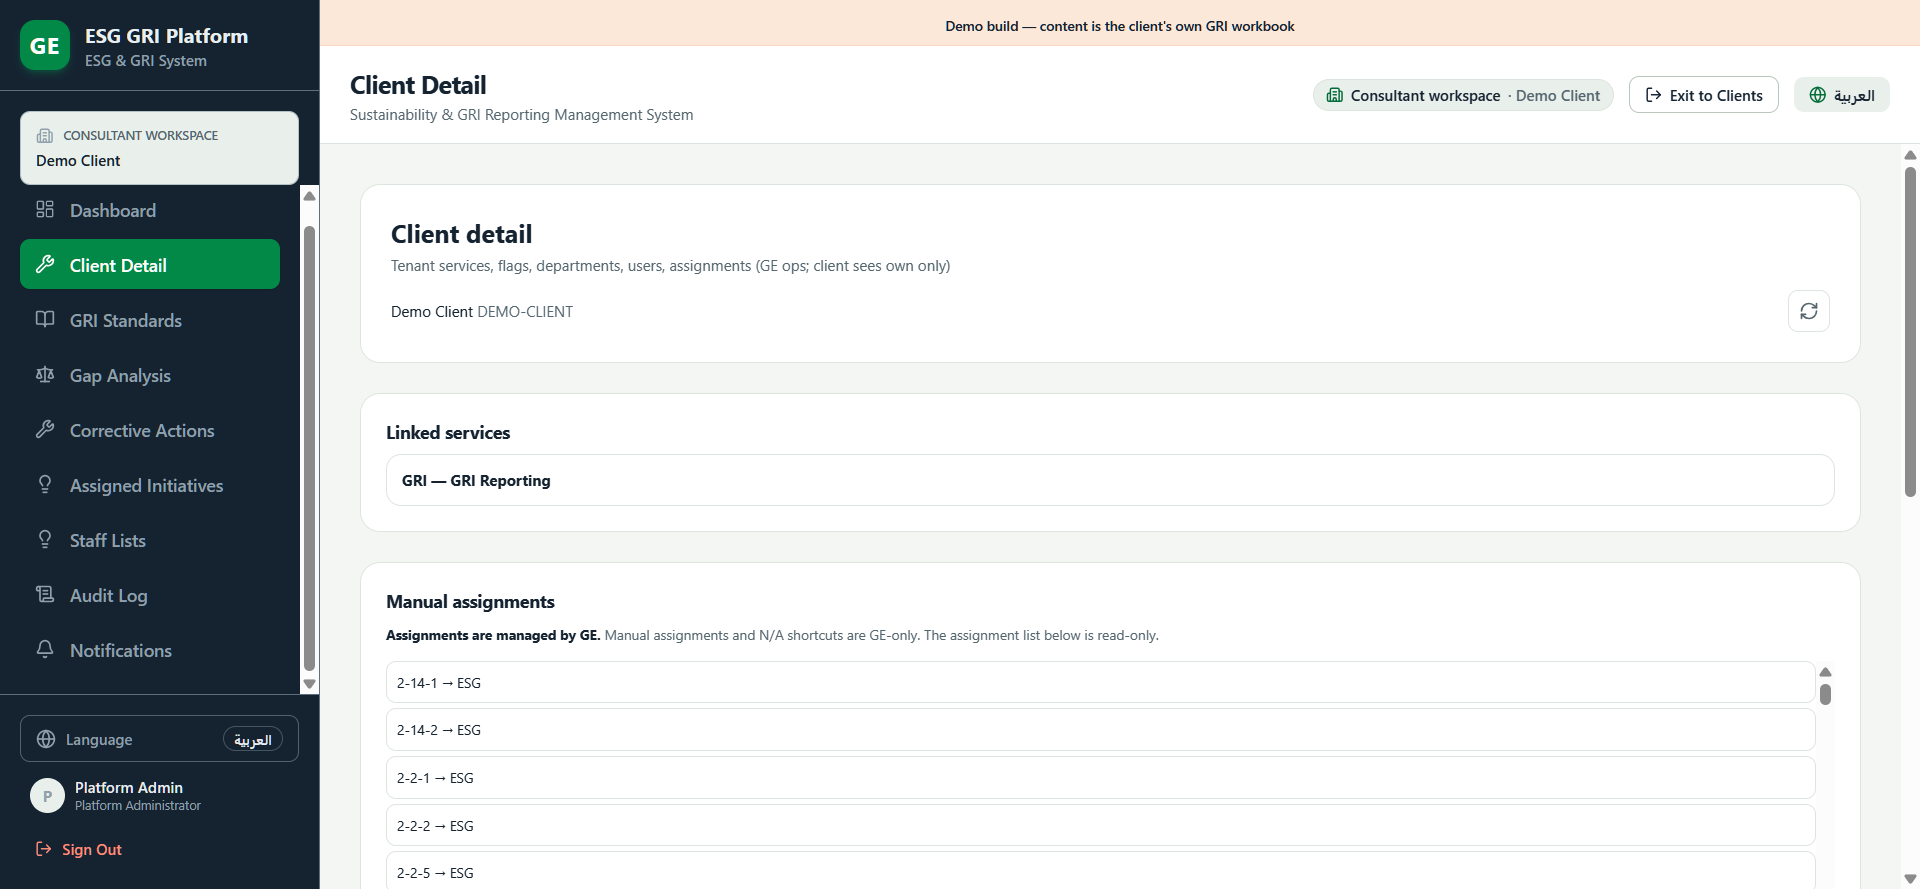 GE
ESG GRI Platform
ESG & GRI System
CONSULTANT WORKSPACE
Demo Client
Dashboard
Client Detail
GRI Standards
Gap Analysis
Corrective Actions
Assigned Initiatives
Staff Lists
Audit Log
Notifications
Language
العربية
P
Platform Admin
Platform Administrator
Sign Out
Demo build — content is the client's own GRI workbook
Client Detail
Sustainability & GRI Reporting Management System
Consultant workspace · Demo Client
Exit to Clients
العربية
Client detail
Tenant services, flags, departments, users, assignments (GE ops; client sees own only)
Demo Client DEMO-CLIENT
Linked services
GRI — GRI Reporting
Manual assignments
Assignments are managed by GE. Manual assignments and N/A shortcuts are GE-only. The assignment list below is read-only.
2-14-1 → ESG
2-14-2 → ESG
2-2-1 → ESG
2-2-2 → ESG
2-2-5 → ESG